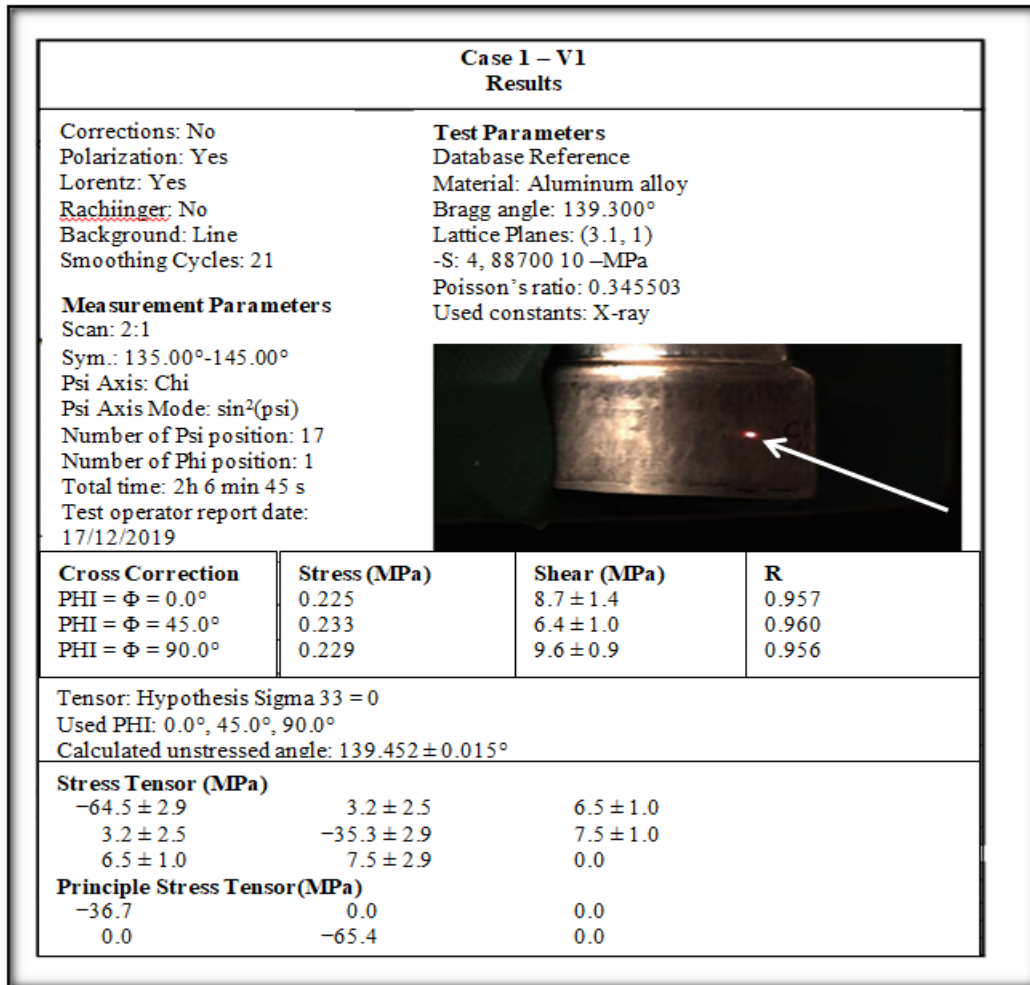 Case 1 – V1
Results
Corrections: No
Polarization: Yes
Lorentz: Yes
Rachiinger: No
Background: Line
Smoothing Cycles: 21
Measurement Parameters
Scan: 2:1
Sym.: 135.00°-145.00°
Psi Axis: Chi
Psi Axis Mode: sin²(psi)
Number of Psi position: 17
Number of Phi position: 1
Total time: 2h 6 min 45 s
Test operator report date:
17/12/2019
Test Parameters
Database Reference
Material: Aluminum alloy
Bragg angle: 139.300°
Lattice Planes: (3.1, 1)
-S: 4, 88700 10 –MPa
Poisson's ratio: 0.345503
Used constants: X-ray
Cross Correction Stress (MPa) Shear (MPa) R
PHI = Φ = 0.0° 0.225 8.7 ± 1.4 0.957
PHI = Φ = 45.0° 0.233 6.4 ± 1.0 0.960
PHI = Φ = 90.0° 0.229 9.6 ± 0.9 0.956
Tensor: Hypothesis Sigma 33 = 0
Used PHI: 0.0°, 45.0°, 90.0°
Calculated unstressed angle: 139.452 ± 0.015°
Stress Tensor (MPa)
−64.5 ± 2.9 3.2 ± 2.5 6.5 ± 1.0
3.2 ± 2.5 −35.3 ± 2.9 7.5 ± 1.0
6.5 ± 1.0 7.5 ± 2.9 0.0
Principle Stress Tensor(MPa)
−36.7 0.0 0.0
0.0 −65.4 0.0